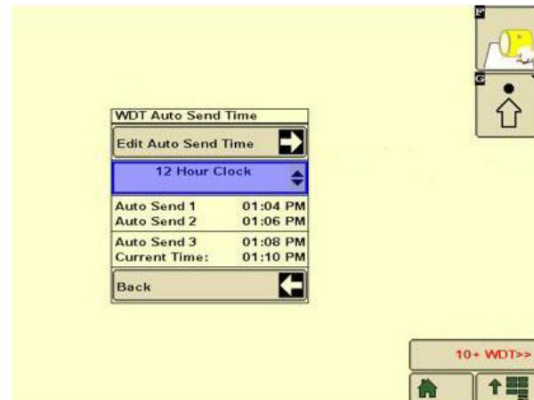 F
G
WDT Auto Send Time
Edit Auto Send Time
12 Hour Clock
Auto Send 1 01:04 PM
Auto Send 2 01:06 PM
Auto Send 3 01:08 PM
Current Time: 01:10 PM
Back
10+ WDT>>